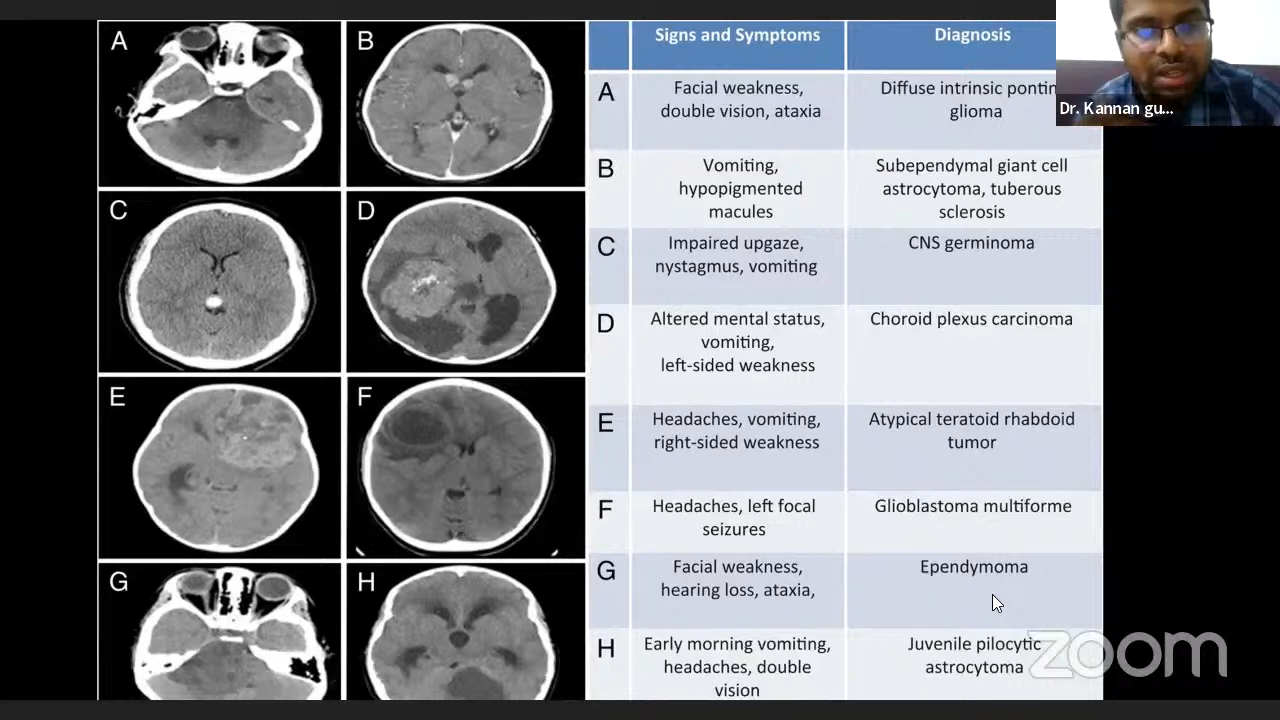 A
B
C
D
E
F
G
H
Signs and Symptoms
Diagnosis
A
Facial weakness,
double vision, ataxia
Diffuse intrinsic
glioma
B
Vomiting,
hypopigmented
macules
Subependymal giant cell
astrocytoma, tuberous
sclerosis
C
Impaired upgaze,
nystagmus, vomiting
CNS germinoma
D
Altered mental status,
vomiting,
left-sided weakness
Choroid plexus carcinoma
E
Headaches, vomiting,
right-sided weakness
Atypical teratoid rhabdoid
tumor
F
Headaches, left focal
seizures
Glioblastoma multiforme
G
Facial weakness,
hearing loss, ataxia,
Ependymoma
H
Early morning vomiting,
headaches, double
vision
Juvenile pilocytic
astrocytoma
Dr. Kannan gu...
zoom